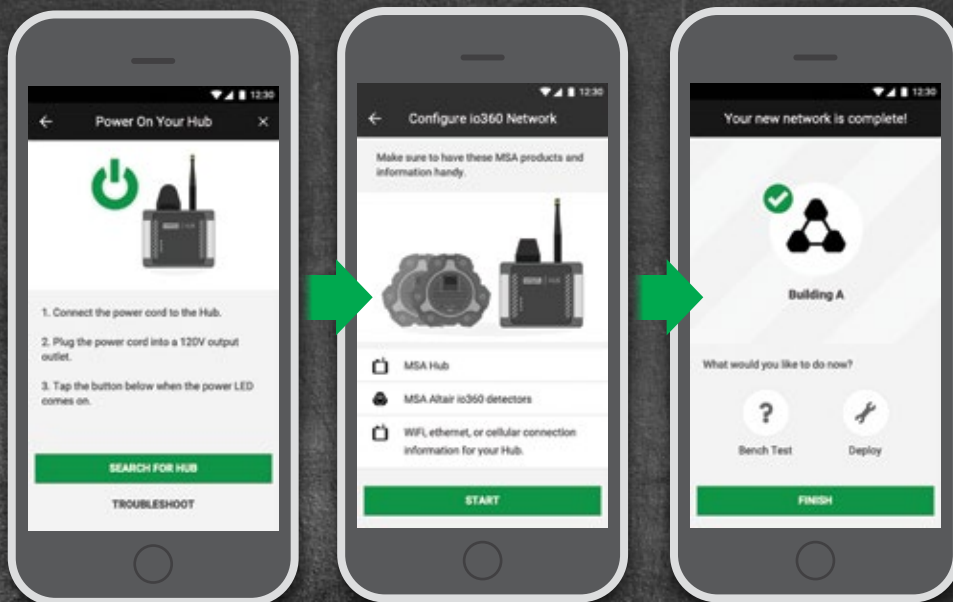 12:30
Power On Your Hub
1. Connect the power cord to the Hub.
2. Plug the power cord into a 120V output
outlet.
3. Tap the button below when the power LED
comes on.
SEARCH FOR HUB
TROUBLESHOOT
12:30
Configure io360 Network
Make sure to have these MSA products and
information handy.
HUB
MSA Hub
MSA Altair io360 detectors
WiFi, ethernet, or cellular connection
information for your Hub.
START
12:30
Your new network is complete!
Building A
What would you like to do now?
?
Bench Test
Deploy
FINISH